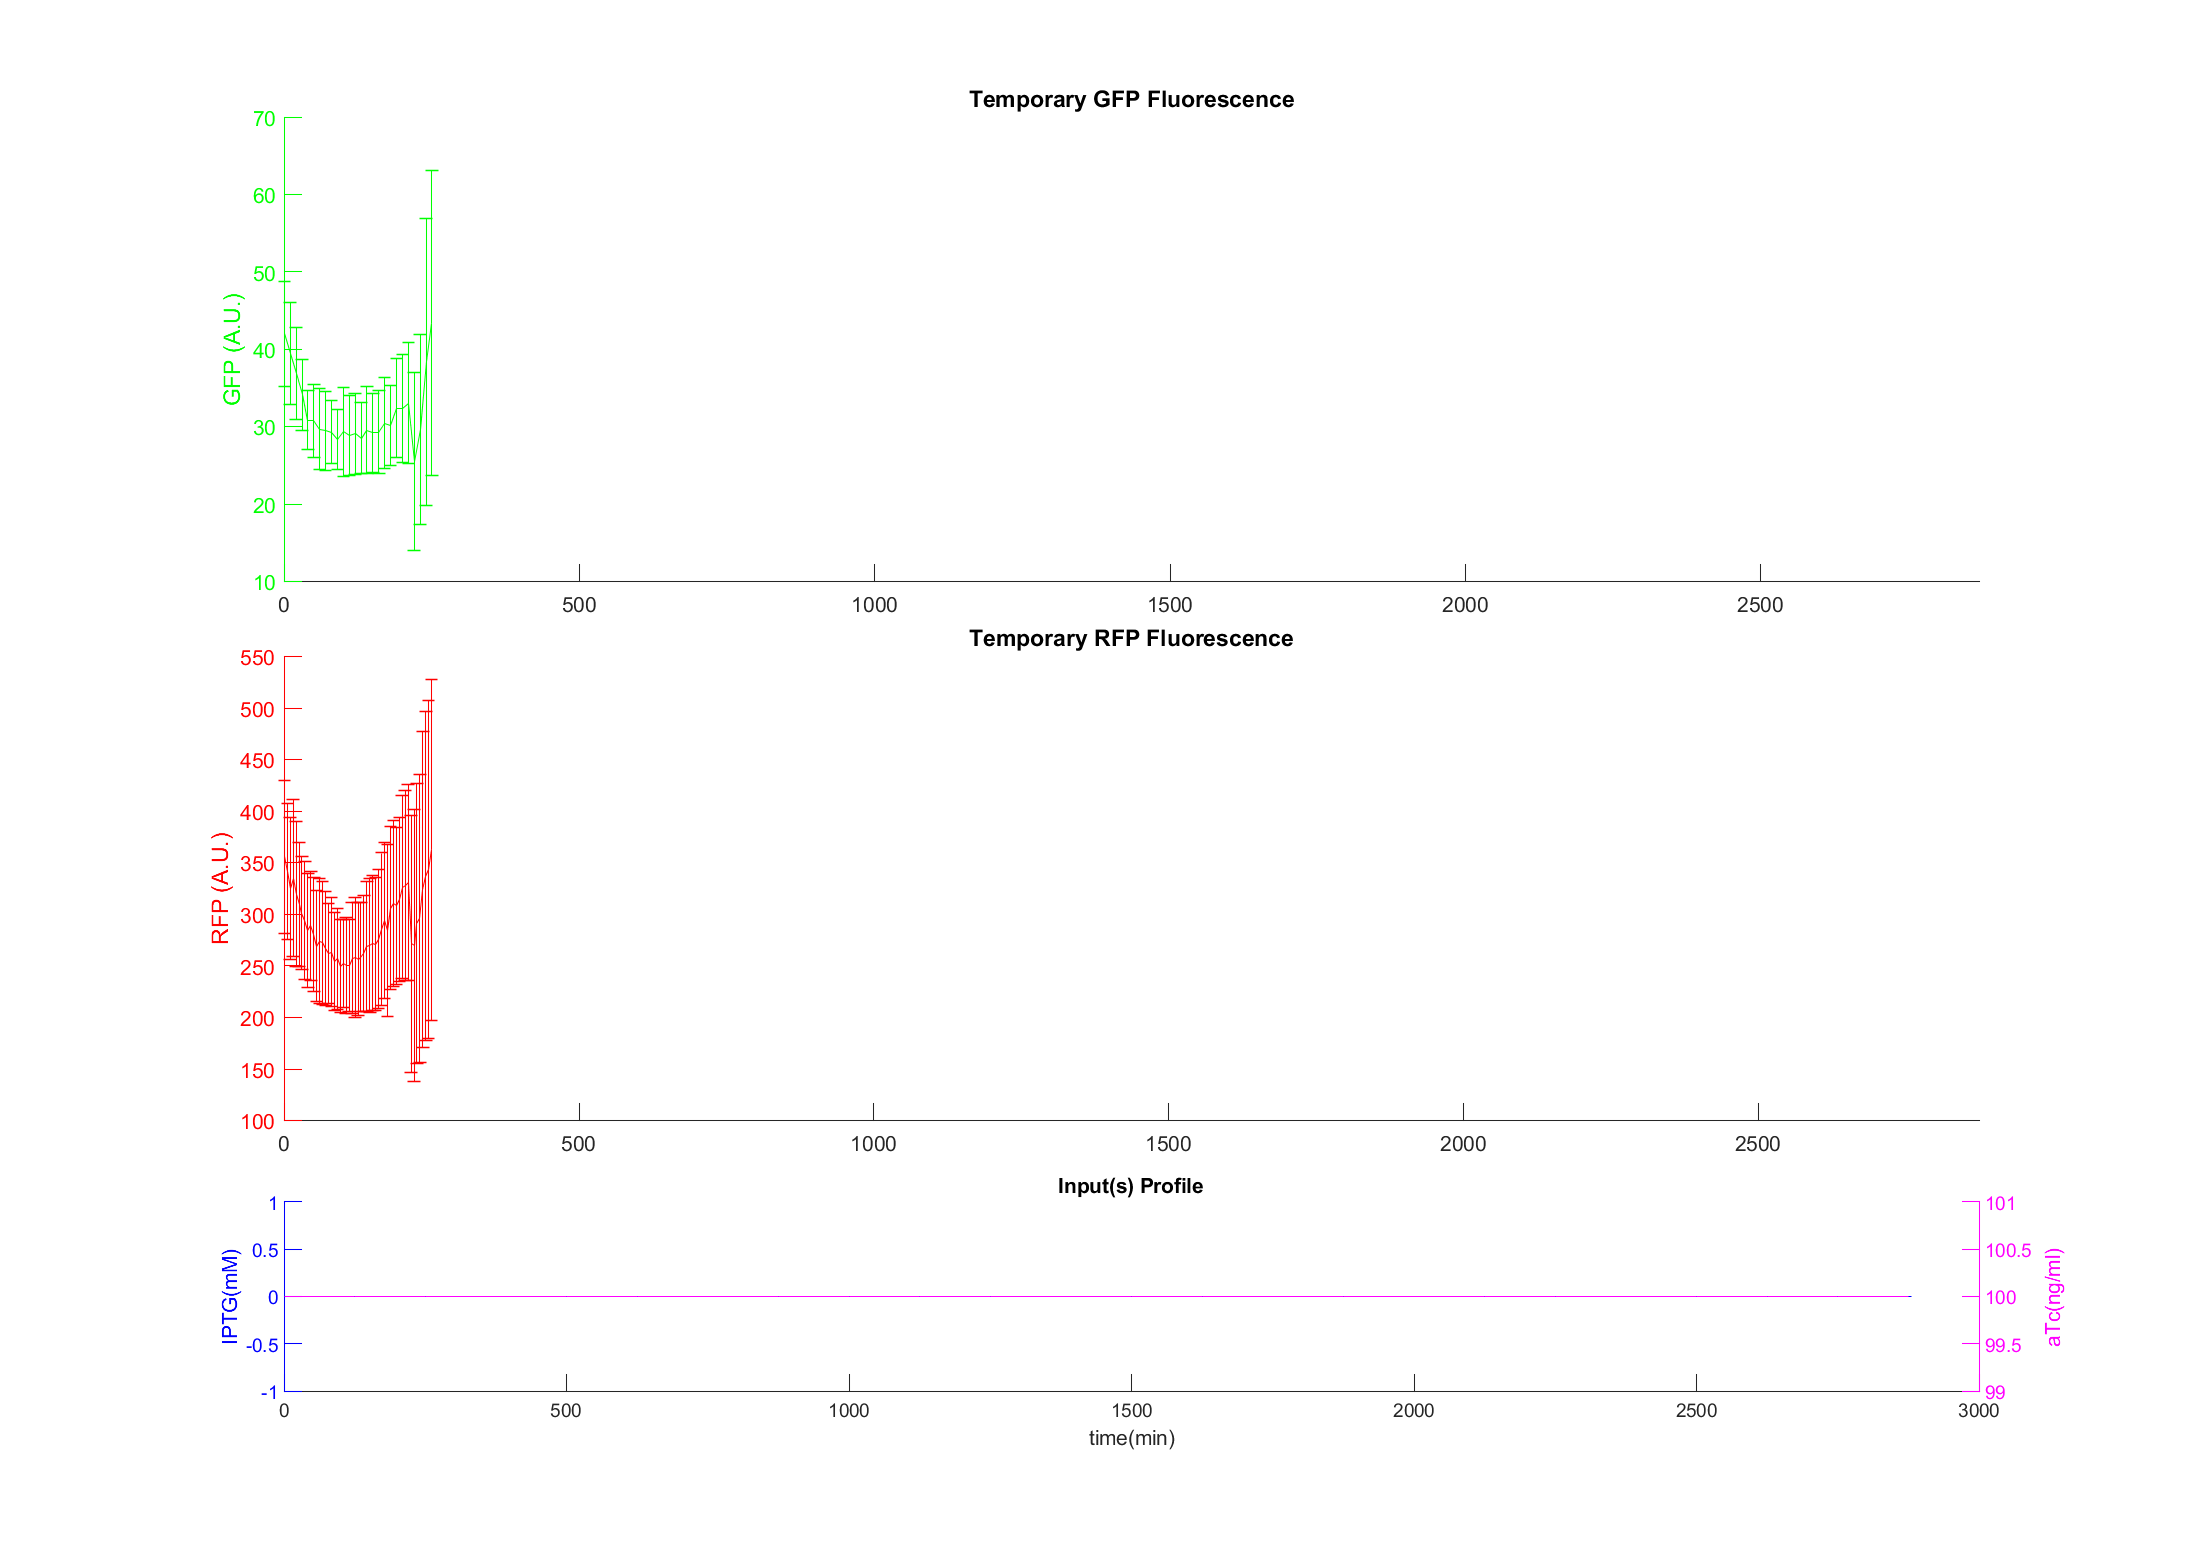 Temporary GFP Fluorescence
70
60
50
40
30
20
10
GFP (A.U.)
0 500 1000 1500 2000 2500
Temporary RFP Fluorescence
550
500
450
400
350
300
250
200
150
100
RFP (A.U.)
0 500 1000 1500 2000 2500
Input(s) Profile
1
0.5
0
-0.5
-1
IPTG(mM)
101
100.5
100
99.5
99
aTc(ng/ml)
0 500 1000 1500 2000 2500 3000
time(min)